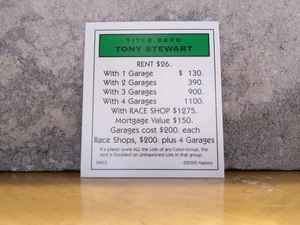 TITLE DEED
TONY STEWART
RENT $26.
With 1 Garage $ 130.
With 2 Garages 390.
With 3 Garages 900.
With 4 Garages 1100.
With RACE SHOP $1275.
Mortgage Value $150.
Garages cost $200. each
Race Shops, $200. plus 4 Garages
If a player owns ALL the Lots of any Color-Group, the
rent is Doubled on Unimproved Lots in that group.
©2005 Hasbro